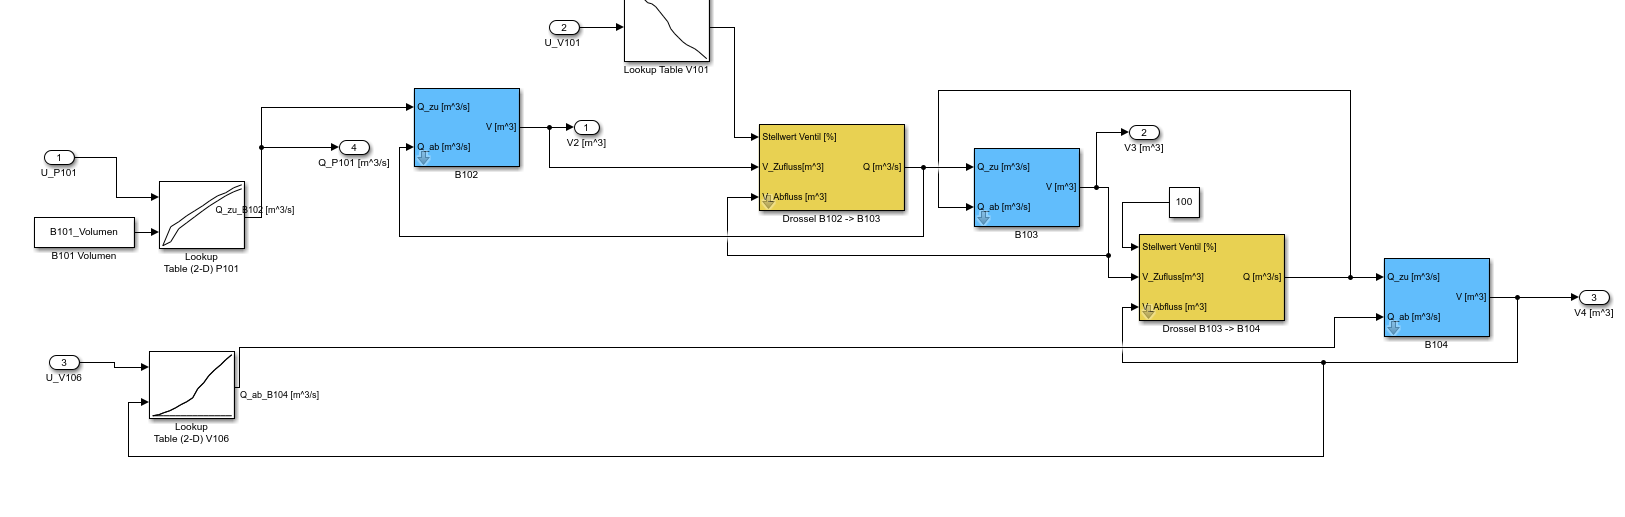 2
U_V101
Lookup Table V101
Q_zu [m^3/s]
V [m^3]
Q_ab [m^3/s]
B102
1
V2 [m^3]
4
Q_P101 [m^3/s]
1
U_P101
Q_zu_B102 [m^3/s]
B101_Volumen
B101 Volumen
Lookup
Table (2-D) P101
Stellwert Ventil [%]
V_Zufluss[m^3]
Q [m^3/s]
V_Abfluss [m^3]
Drossel B102 -> B103
Q_zu [m^3/s]
V [m^3]
Q_ab [m^3/s]
B103
2
V3 [m^3]
100
Stellwert Ventil [%]
V_Zufluss[m^3]
Q [m^3/s]
V_Abfluss [m^3]
Drossel B103 -> B104
Q_zu [m^3/s]
V [m^3]
Q_ab [m^3/s]
B104
3
V4 [m^3]
3
U_V106
Q_ab_B104 [m^3/s]
Lookup
Table (2-D) V106